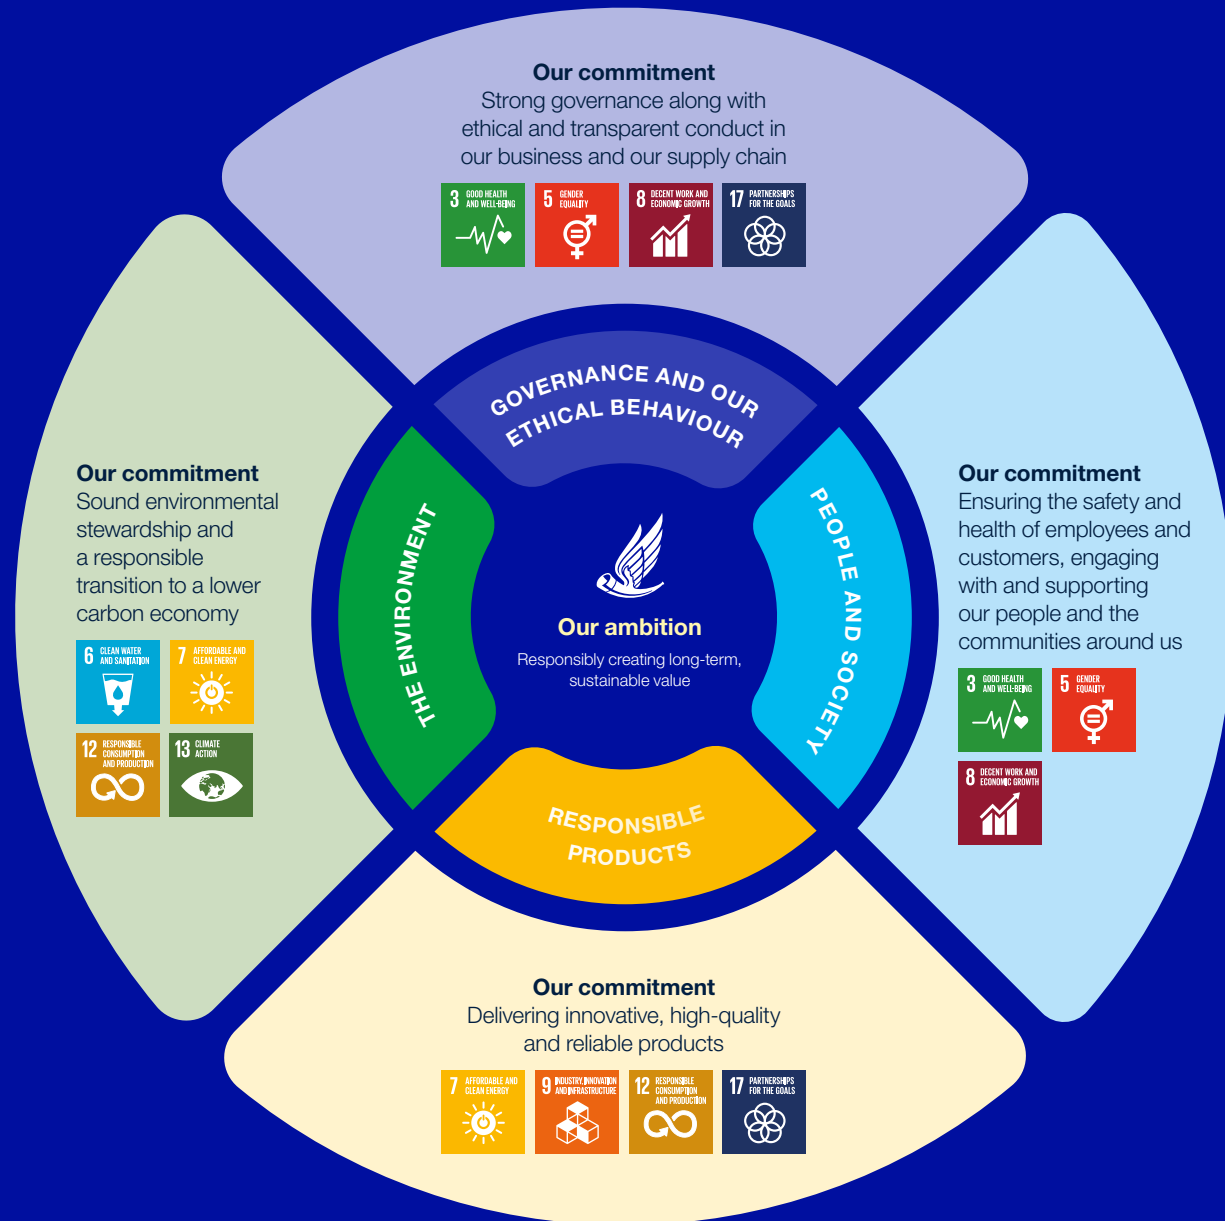 Our commitment
Strong governance along with
ethical and transparent conduct in
our business and our supply chain
3 GOOD HEALTH
AND WELL-BEING
5 GENDER
EQUALITY
8 DECENT WORK AND
ECONOMIC GROWTH
17 PARTNERSHIPS
FOR THE GOALS
GOVERNANCE AND OUR
ETHICAL BEHAVIOUR
Our commitment
Sound environmental
stewardship and
a responsible
transition to a lower
carbon economy
6 CLEAN WATER
AND SANITATION
7 AFFORDABLE AND
CLEAN ENERGY
12 RESPONSIBLE
CONSUMPTION
AND PRODUCTION
13 CLIMATE
ACTION
THE ENVIRONMENT
Our ambition
Responsibly creating long-term,
sustainable value
PEOPLE AND SOCIETY
Our commitment
Ensuring the safety and
health of employees and
customers, engaging
with and supporting
our people and the
communities around us
3 GOOD HEALTH
AND WELL-BEING
5 GENDER
EQUALITY
8 DECENT WORK AND
ECONOMIC GROWTH
RESPONSIBLE
PRODUCTS
Our commitment
Delivering innovative, high-quality
and reliable products
7 AFFORDABLE AND
CLEAN ENERGY
9 INDUSTRY, INNOVATION
AND INFRASTRUCTURE
12 RESPONSIBLE
CONSUMPTION
AND PRODUCTION
17 PARTNERSHIPS
FOR THE GOALS